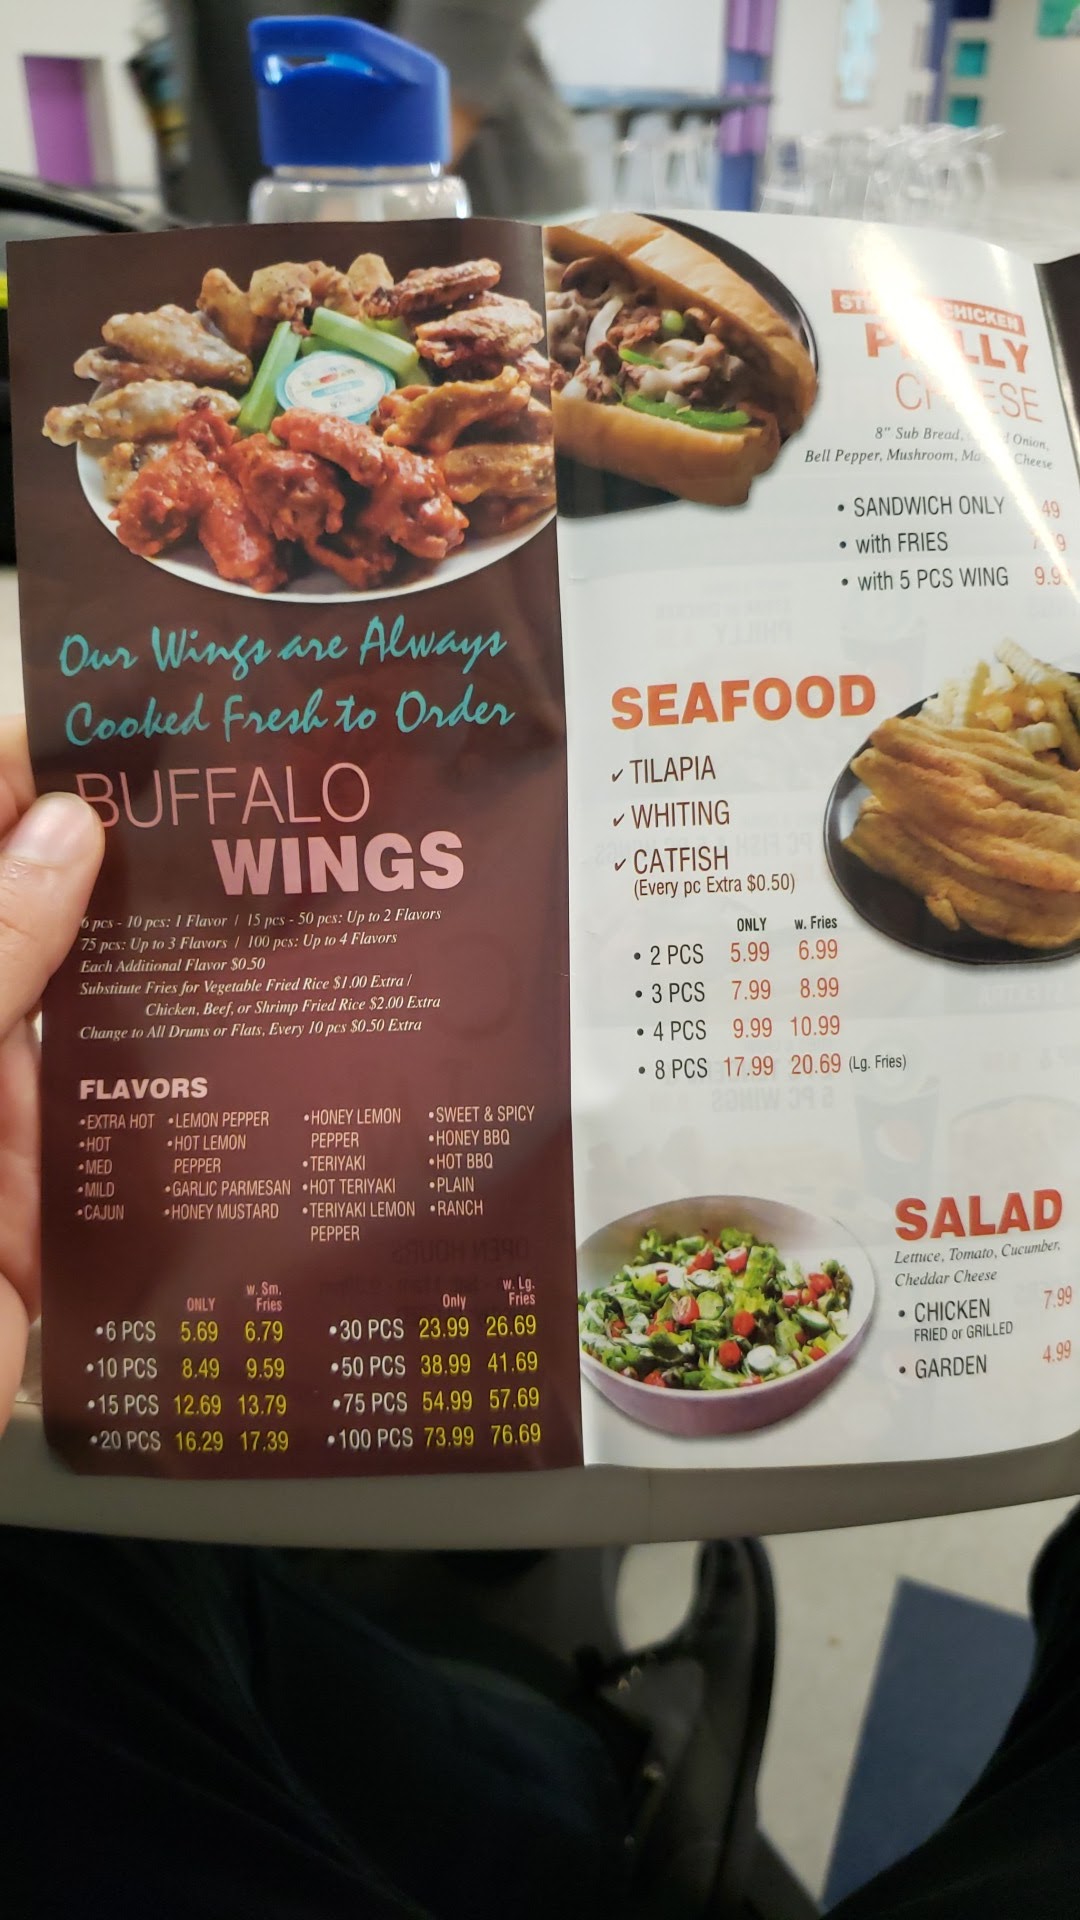 Our Wings are Always
Cooked Fresh to Order
BUFFALO
WINGS
6 pcs - 10 pcs: 1 Flavor / 15 pcs - 50 pcs: Up to 2 Flavors
75 pcs: Up to 3 Flavors / 100 pcs: Up to 4 Flavors
Each Additional Flavor $0.50
Substitute Fries for Vegetable Fried Rice $1.00 Extra /
Chicken, Beef, or Shrimp Fried Rice $2.00 Extra
Change to All Drums or Flats, Every 10 pcs $0.50 Extra
FLAVORS
•EXTRA HOT
•HOT
•MED
•MILD
•CAJUN
•LEMON PEPPER
•HOT LEMON
PEPPER
•GARLIC PARMESAN
•HONEY MUSTARD
•HONEY LEMON
PEPPER
•TERIYAKI
•HOT TERIYAKI
•TERIYAKI LEMON
PEPPER
•SWEET & SPICY
•HONEY BBQ
•HOT BBQ
•PLAIN
•RANCH
ONLY w. Sm. Fries
•6 PCS 5.69 6.79
•10 PCS 8.49 9.59
•15 PCS 12.69 13.79
•20 PCS 16.29 17.39
Only w. Lg. Fries
•30 PCS 23.99 26.69
•50 PCS 38.99 41.69
•75 PCS 54.99 57.69
•100 PCS 73.99 76.69
CHICKEN
8" Sub Bread, Onion,
Bell Pepper, Mushroom, Cheese
• SANDWICH ONLY 49
• with FRIES
• with 5 PCS WING
SEAFOOD
✓ TILAPIA
✓ WHITING
✓ CATFISH
(Every pc Extra $0.50)
ONLY w. Fries
• 2 PCS 5.99 6.99
• 3 PCS 7.99 8.99
• 4 PCS 9.99 10.99
• 8 PCS 17.99 20.69 (Lg. Fries)
SALAD
Lettuce, Tomato, Cucumber,
Cheddar Cheese
• CHICKEN 7.99
FRIED or GRILLED
• GARDEN 4.99